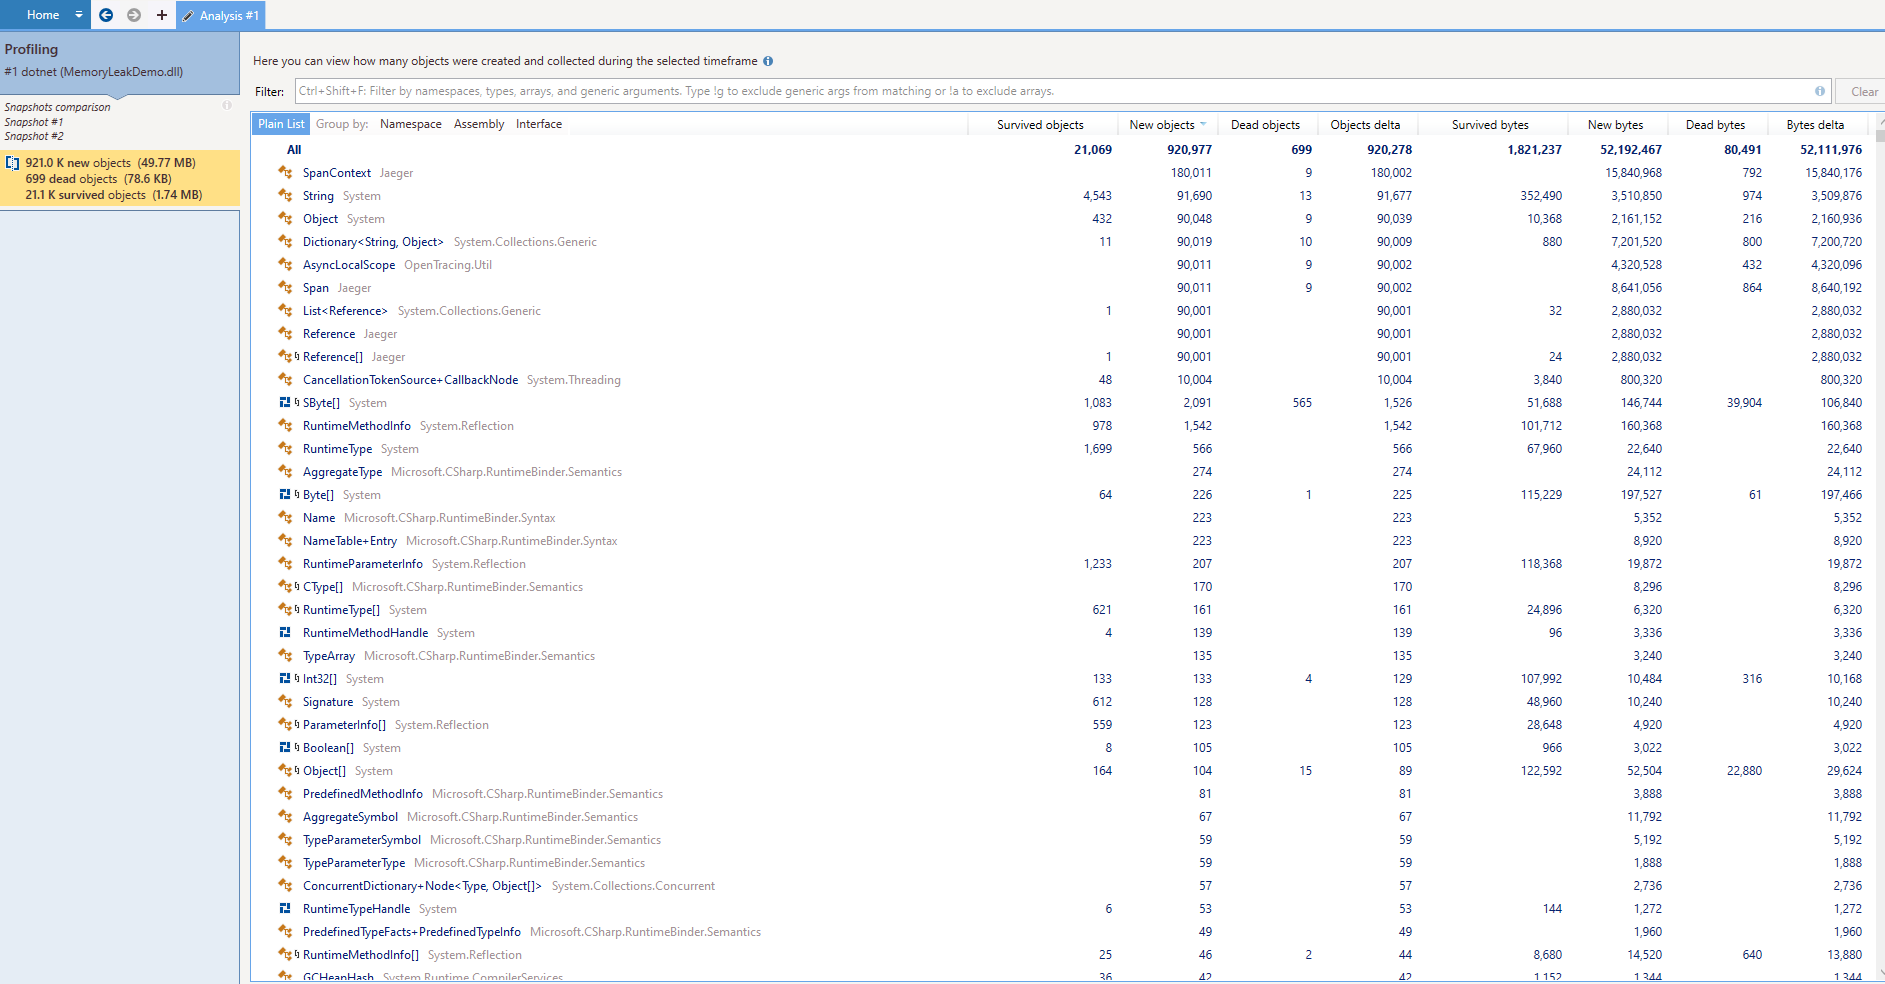 Home Analysis #1
Profiling
#1 dotnet (MemoryLeakDemo.dll)
Snapshots comparison
Snapshot #1
Snapshot #2
921.0 K new objects (49.77 MB)
699 dead objects (78.6 KB)
21.1 K survived objects (1.74 MB)
Here you can view how many objects were created and collected during the selected timeframe
Filter: Ctrl+Shift+F: Filter by namespaces, types, arrays, and generic arguments. Type !g to exclude generic args from matching or !a to exclude arrays. Clear
Plain List Group by: Namespace Assembly Interface Survived objects New objects Dead objects Objects delta Survived bytes New bytes Dead bytes Bytes delta
All 21,069 920,977 699 920,278 1,821,237 52,192,467 80,491 52,111,976
SpanContext Jaeger 180,011 9 180,002 15,840,968 792 15,840,176
String System 4,543 91,690 13 91,677 352,490 3,510,850 974 3,509,876
Object System 432 90,048 9 90,039 10,368 2,161,152 216 2,160,936
Dictionary<String, Object> System.Collections.Generic 11 90,019 10 90,009 880 7,201,520 800 7,200,720
AsyncLocalScope OpenTracing.Util 90,011 9 90,002 4,320,528 432 4,320,096
Span Jaeger 90,011 9 90,002 8,641,056 864 8,640,192
List<Reference> System.Collections.Generic 1 90,001 90,001 32 2,880,032 2,880,032
Reference Jaeger 90,001 90,001 2,880,032 2,880,032
Reference[] Jaeger 1 90,001 90,001 24 2,880,032 2,880,032
CancellationTokenSource+CallbackNode System.Threading 48 10,004 10,004 3,840 800,320 800,320
SByte[] System 1,083 2,091 565 1,526 51,688 146,744 39,904 106,840
RuntimeMethodInfo System.Reflection 978 1,542 1,542 101,712 160,368 160,368
RuntimeType System 1,699 566 566 67,960 22,640 22,640
AggregateType Microsoft.CSharp.RuntimeBinder.Semantics 274 274 24,112 24,112
Byte[] System 64 226 1 225 115,229 197,527 61 197,466
Name Microsoft.CSharp.RuntimeBinder.Syntax 223 223 5,352 5,352
NameTable+Entry Microsoft.CSharp.RuntimeBinder.Syntax 223 223 8,920 8,920
RuntimeParameterInfo System.Reflection 1,233 207 207 118,368 19,872 19,872
CType[] Microsoft.CSharp.RuntimeBinder.Semantics 170 170 8,296 8,296
RuntimeType[] System 621 161 161 24,896 6,320 6,320
RuntimeMethodHandle System 4 139 139 96 3,336 3,336
TypeArray Microsoft.CSharp.RuntimeBinder.Semantics 135 135 3,240 3,240
Int32[] System 133 133 4 129 107,992 10,484 316 10,168
Signature System 612 128 128 48,960 10,240 10,240
ParameterInfo[] System.Reflection 559 123 123 28,648 4,920 4,920
Boolean[] System 8 105 105 966 3,022 3,022
Object[] System 164 104 15 89 122,592 52,504 22,880 29,624
PredefinedMethodInfo Microsoft.CSharp.RuntimeBinder.Semantics 81 81 3,888 3,888
AggregateSymbol Microsoft.CSharp.RuntimeBinder.Semantics 67 67 11,792 11,792
TypeParameterSymbol Microsoft.CSharp.RuntimeBinder.Semantics 59 59 5,192 5,192
TypeParameterType Microsoft.CSharp.RuntimeBinder.Semantics 59 59 1,888 1,888
ConcurrentDictionary+Node<Type, Object[]> System.Collections.Concurrent 57 57 2,736 2,736
RuntimeTypeHandle System 6 53 53 144 1,272 1,272
PredefinedTypeFacts+PredefinedTypeInfo Microsoft.CSharp.RuntimeBinder.Semantics 49 49 1,960 1,960
RuntimeMethodInfo[] System.Reflection 25 46 2 44 8,680 14,520 640 13,880
GCHeapHash System.Runtime.CompilerServices 36 42 42 1,152 1,344 1,344